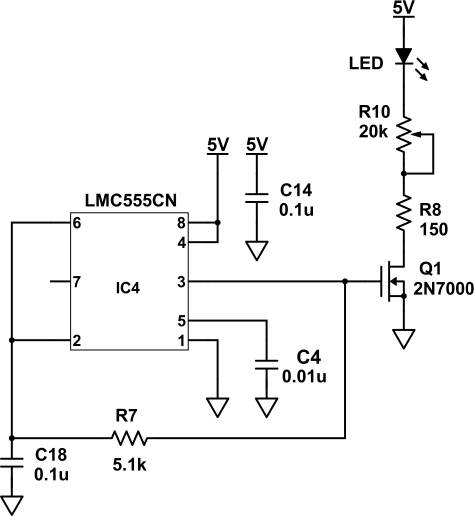 5V
LED
R10
20k
5V 5V
LMC555CN
C14
0.1u
6 8
4
R8
150
7 IC4 3
Q1
2N7000
5
2 1
C4
0.01u
R7
5.1k
C18
0.1u